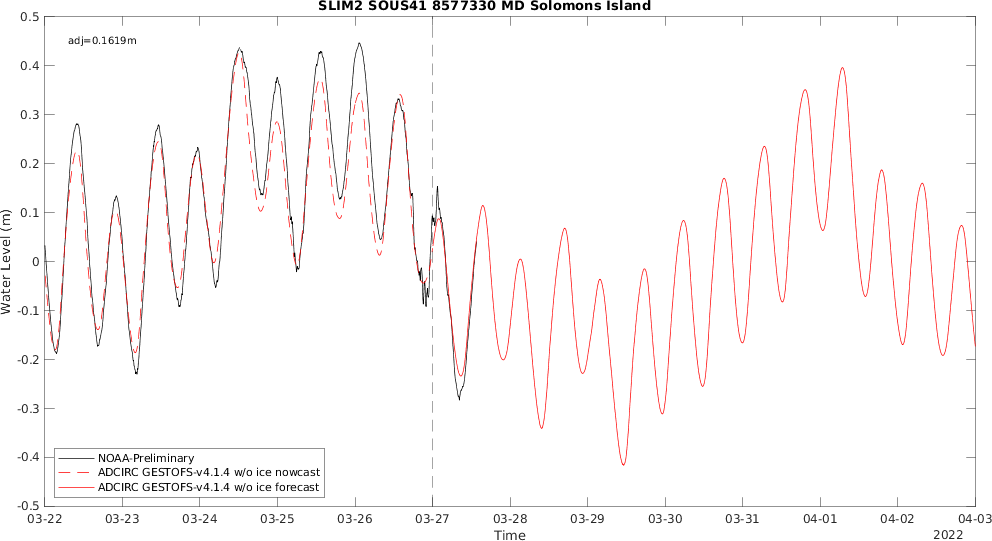 SLIM2 SOUS41 8577330 MD Solomons Island
adj=0.1619m
0.5
0.4
0.3
0.2
0.1
0
-0.1
-0.2
-0.3
-0.4
-0.5
Water Level (m)
NOAA-Preliminary
ADCIRC GESTOFS-v4.1.4 w/o ice nowcast
ADCIRC GESTOFS-v4.1.4 w/o ice forecast
03-22 03-23 03-24 03-25 03-26 03-27 03-28 03-29 03-30 03-31 04-01 04-02 04-03
Time
2022